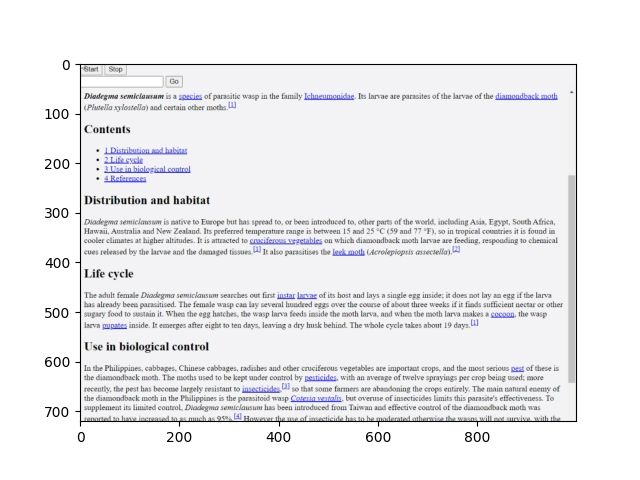 Start Stop
Go
Diadegma semiclausum is a species of parasitic wasp in the family Ichneumonidae. Its larvae are parasites of the larvae of the diamondback moth
(Plutella xylostella) and certain other moths.[1]
Contents
• 1 Distribution and habitat
• 2 Life cycle
• 3 Use in biological control
• 4 References
Distribution and habitat
Diadegma semiclausum is native to Europe but has spread to, or been introduced to, other parts of the world, including Asia, Egypt, South Africa,
Hawaii, Australia and New Zealand. Its preferred temperature range is between 15 and 25 °C (59 and 77 °F), so in tropical countries it is found in
cooler climates at higher altitudes. It is attracted to cruciferous vegetables on which diamondback moth larvae are feeding, responding to chemical
cues released by the larvae and the damaged tissues.[1] It also parasitises the leek moth (Acrolepiopsis assectella).[2]
Life cycle
The adult female Diadegma semiclausum searches out first instar larvae of its host and lays a single egg inside; it does not lay an egg if the larva
has already been parasitised. The female wasp can lay several hundred eggs over the course of about three weeks if it finds sufficient nectar or other
sugary food to sustain it. When the egg hatches, the wasp larva feeds inside the moth larva, and when the moth larva makes a cocoon, the wasp
larva pupates inside. It emerges after eight to ten days, leaving a dry husk behind. The whole cycle takes about 19 days.[1]
Use in biological control
In the Philippines, cabbages, Chinese cabbages, radishes and other cruciferous vegetables are important crops, and the most serious pest of these is
the diamondback moth. The moths used to be kept under control by pesticides, with an average of twelve sprayings per crop being used; more
recently, the pest has become largely resistant to insecticides,[3] so that some farmers are abandoning the crops entirely. The main natural enemy of
the diamondback moth in the Philippines is the parasitoid wasp Cotesia vestalis, but overuse of insecticides limits this parasite's effectiveness. To
supplement its limited control, Diadegma semiclausum has been introduced from Taiwan and effective control of the diamondback moth was
reported to have increased to as much as 95%.[4] However the use of insecticide has to be moderated otherwise the wasps will not survive, with the
0
100
200
300
400
500
600
700
0 200 400 600 800